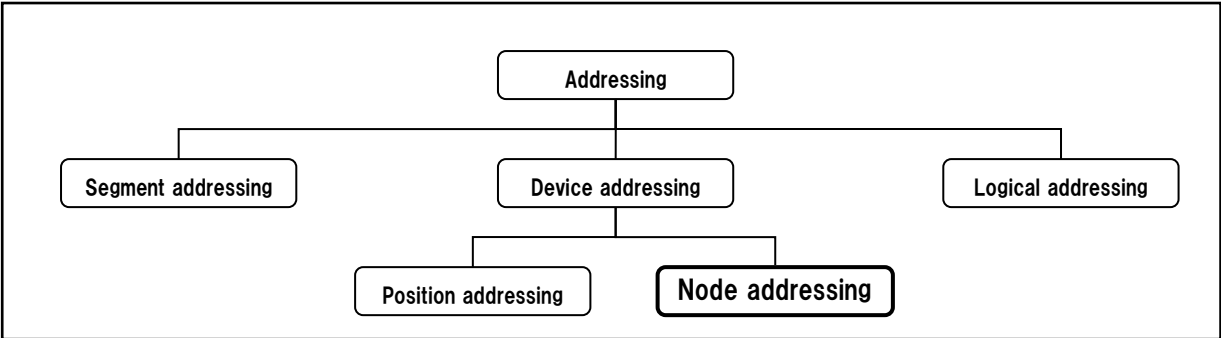 Addressing
Segment addressing
Device addressing
Logical addressing
Position addressing
Node addressing